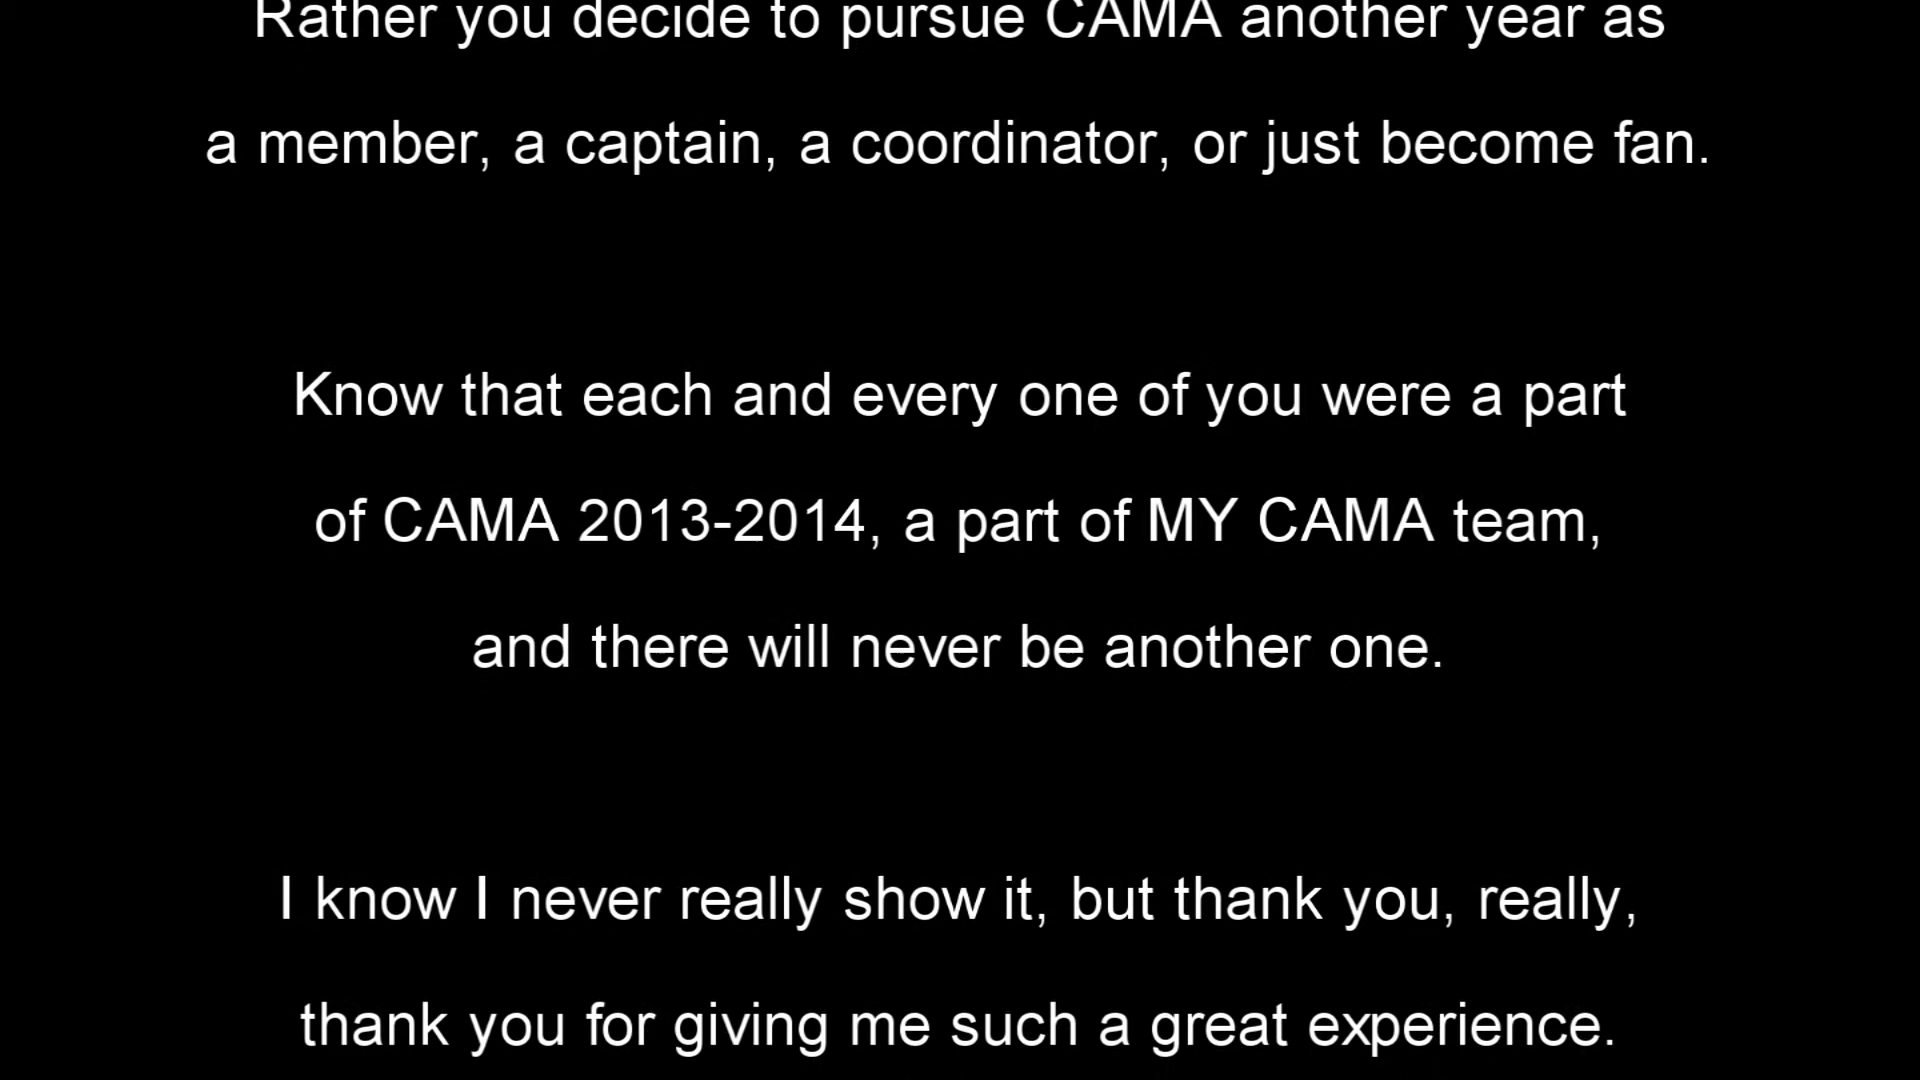 Rather you decide to pursue CAMA another year as
a member, a captain, a coordinator, or just become fan.
Know that each and every one of you were a part
of CAMA 2013-2014, a part of MY CAMA team,
and there will never be another one.
I know I never really show it, but thank you, really,
thank you for giving me such a great experience.